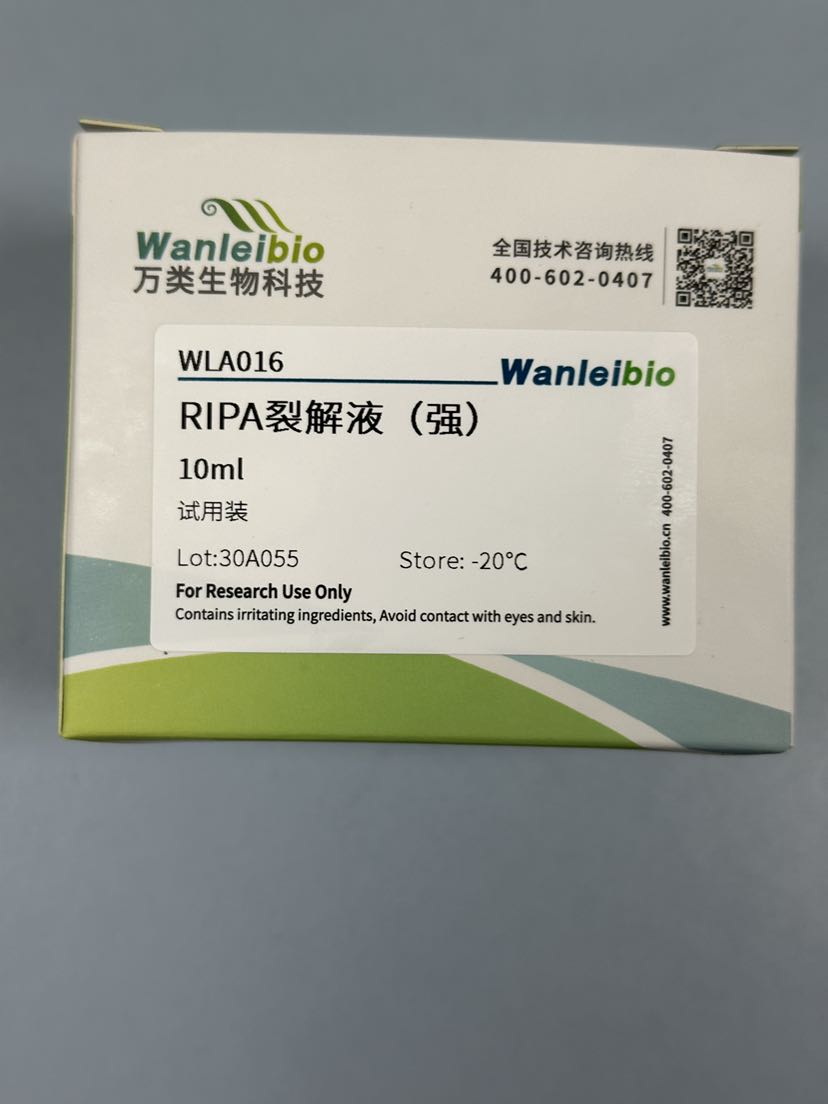 Wanleibio
万类生物科技
全国技术咨询热线
400-602-0407
WLA016
Wanleibio
RIPA裂解液（强）
10ml
试用装
Lot:30A055
Store: -20℃
For Research Use Only
Contains irritating ingredients, Avoid contact with eyes and skin.
www.wanleibio.cn 400-602-0407